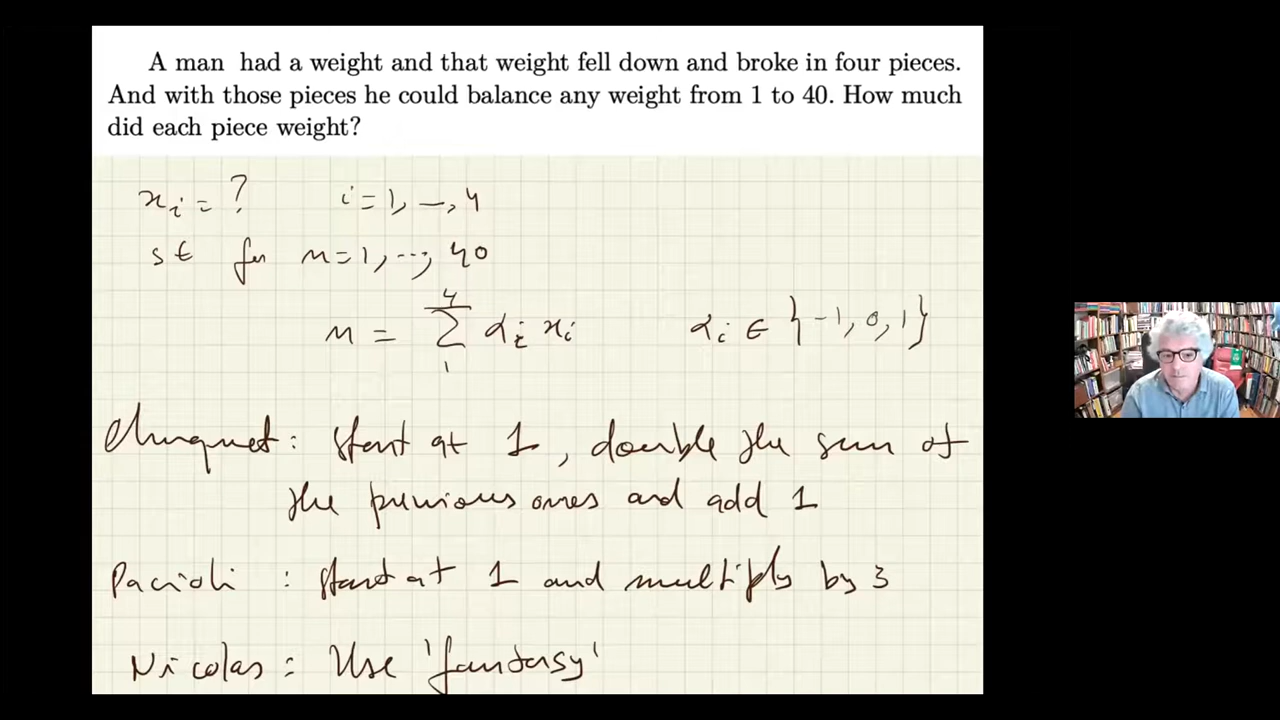 A man had a weight and that weight fell down and broke in four pieces.
And with those pieces he could balance any weight from 1 to 40. How much
did each piece weight?
xᵢ = ? i = 1, –, 4
st for n = 1, ..., 40
n = ∑₁⁴ αᵢ xᵢ αᵢ ∈ {-1, 0, 1}
Chuquet: start at 1, double the sum of
the previous ones and add 1
Pacioli : start at 1 and multiply by 3
Nicolas : Use 'fantasy'